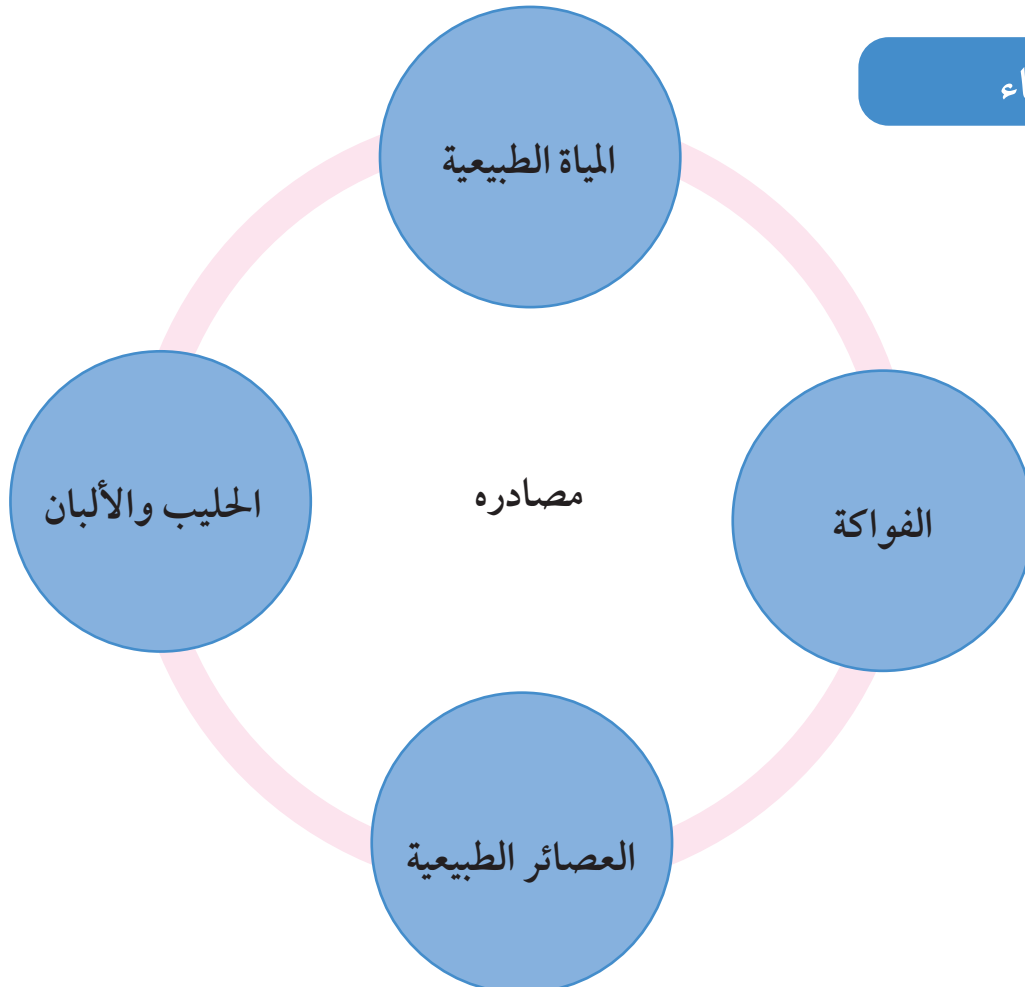 المياة الطبيعية
الفواكة
مصادره
الحليب والألبان
العصائر الطبيعية